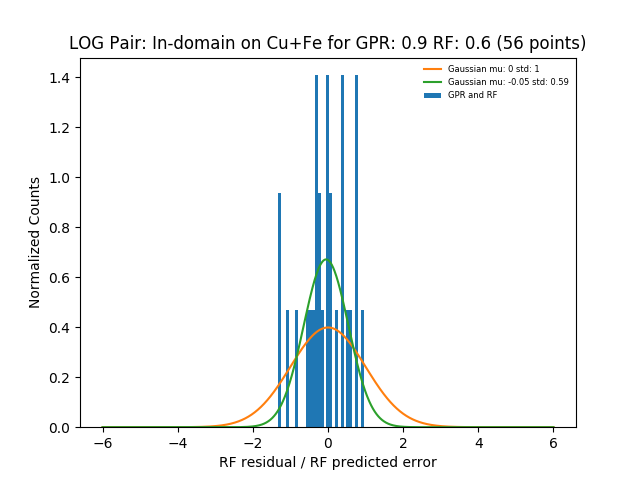 LOG Pair: In-domain on Cu+Fe for GPR: 0.9 RF: 0.6 (56 points)
Gaussian mu: 0 std: 1
Gaussian mu: -0.05 std: 0.59
GPR and RF
Normalized Counts
1.4
1.2
1.0
0.8
0.6
0.4
0.2
0.0
−6 −4 −2 0 2 4 6
RF residual / RF predicted error